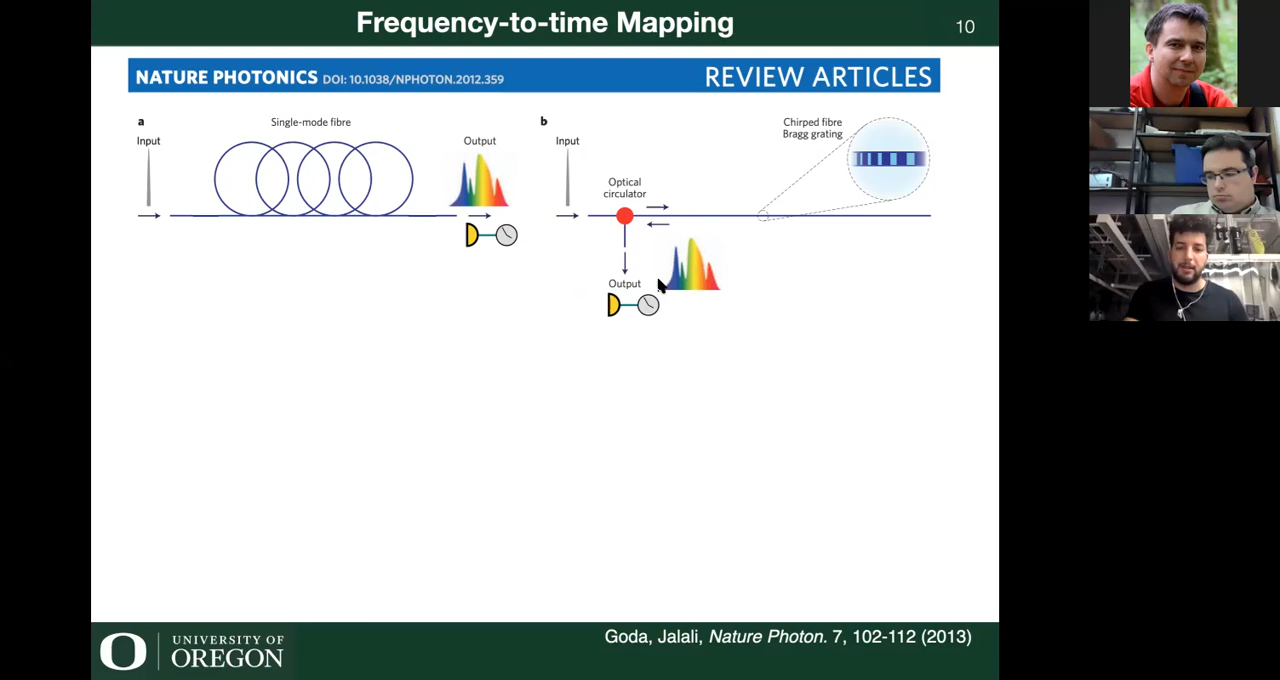 Frequency-to-time Mapping
10
NATURE PHOTONICS DOI: 10.1038/NPHOTON.2012.359
REVIEW ARTICLES
a
Single-mode fibre
Input
Output
b
Input
Optical
circulator
Chirped fibre
Bragg grating
Output
UNIVERSITY OF
OREGON
Goda, Jalali, Nature Photon. 7, 102-112 (2013)